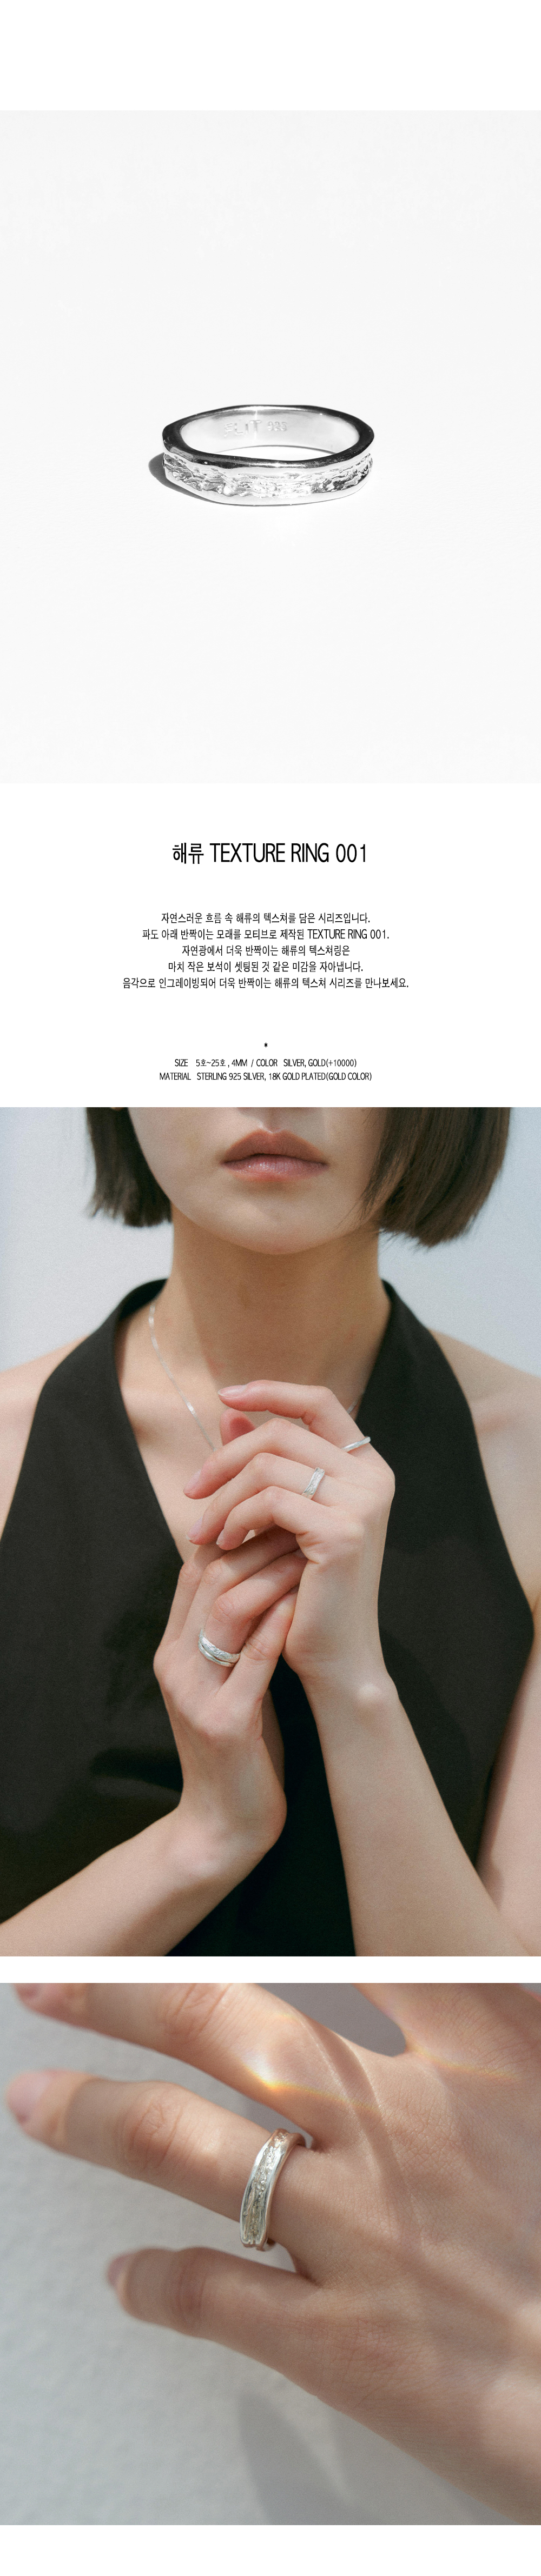 925
해류 TEXTURE RING 001
자연스러운 흐름 속 해류의 텍스쳐를 담은 시리즈입니다.
파도 아래 반짝이는 모래를 모티브로 제작된 TEXTURE RING 001.
자연광에서 더욱 반짝이는 해류의 텍스처링은
마치 작은 보석이 셋팅된 것 같은 미감을 자아냅니다.
음각으로 인그레이빙되어 더욱 반짝이는 해류의 텍스처 시리즈를 만나보세요.
*
SIZE 5호~25호 , 4MM / COLOR SILVER, GOLD(+10000)
MATERIAL STERLING 925 SILVER, 18K GOLD PLATED(GOLD COLOR)